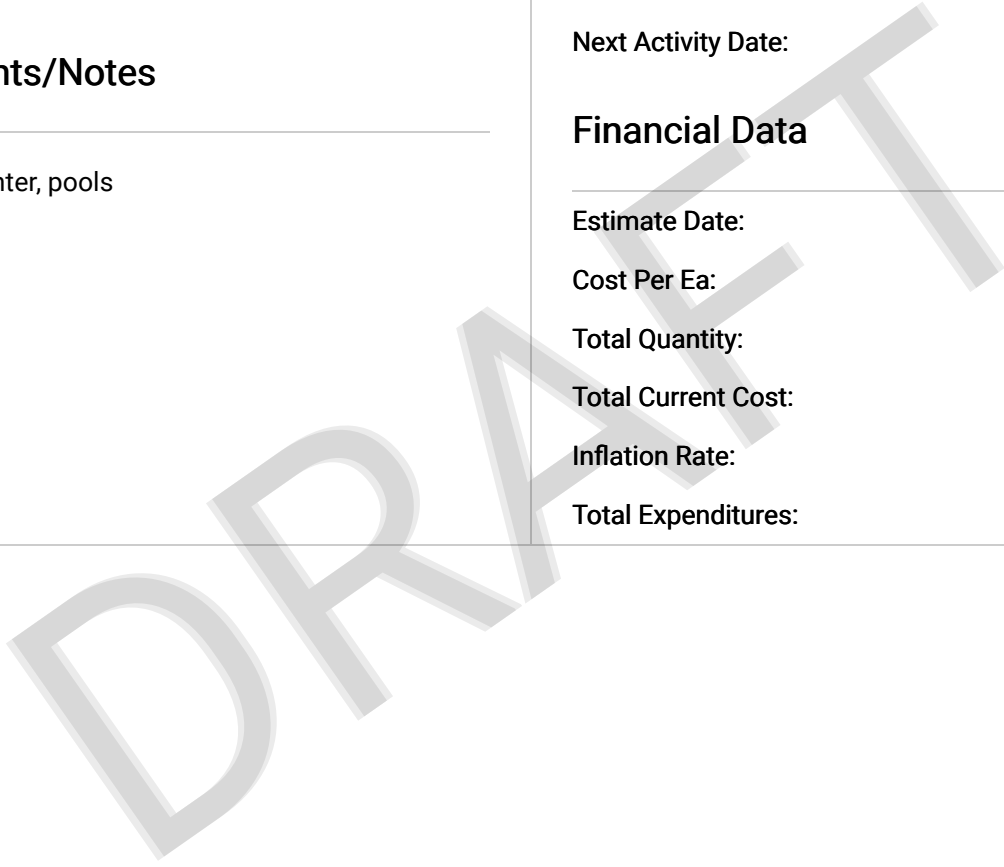 nts/Notes
nter, pools
Next Activity Date:
Financial Data
Estimate Date:
Cost Per Ea:
Total Quantity:
Total Current Cost:
Inflation Rate:
Total Expenditures:
DRAFT